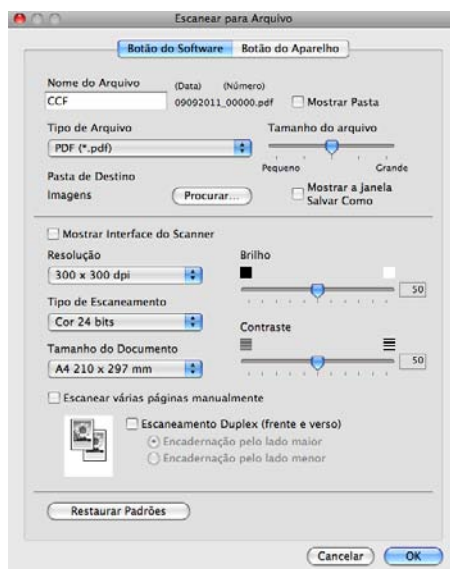 Escanear para Arquivo
Botão do Software Botão do Aparelho
Nome do Arquivo (Data) (Número)
CCF 09092011_00000.pdf Mostrar Pasta
Tipo de Arquivo Tamanho do arquivo
PDF (*.pdf)
Pequeno Grande
Pasta de Destino
Imagens Procurar... Mostrar a janela
Salvar Como
Mostrar Interface do Scanner
Resolução Brilho
300 x 300 dpi
50
Tipo de Escaneamento
Cor 24 bits
Contraste
Tamanho do Documento
A4 210 x 297 mm 50
Escanear várias páginas manualmente
Escaneamento Duplex (frente e verso)
Encadernação pelo lado maior
Encadernação pelo lado menor
Restaurar Padrões
Cancelar OK